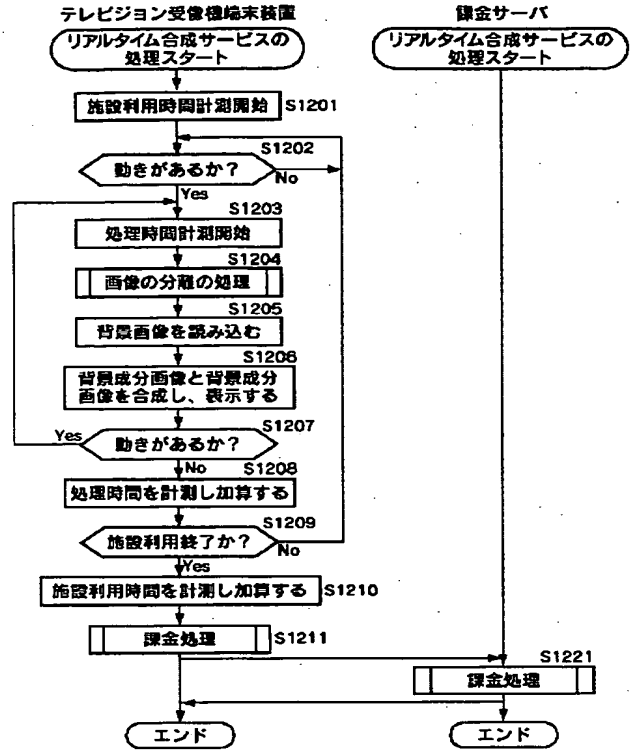 テレビジョン受像機端末装置
課金サーバ
リアルタイム合成サービスの
処理スタート
リアルタイム合成サービスの
処理スタート
施設利用時間計測開始
S1201
S1202
動きがあるか？
No
Yes
S1203
処理時間計測開始
S1204
画像の分離の処理
S1205
背景画像を読み込む
S1206
背景成分画像と背景成分
画像を合成し、表示する
S1207
Yes
動きがあるか？
No
S1208
処理時間を計測し加算する
S1209
施設利用終了か？
No
Yes
施設利用時間を計測し加算する
S1210
課金処理
S1211
S1221
課金処理
エンド
エンド